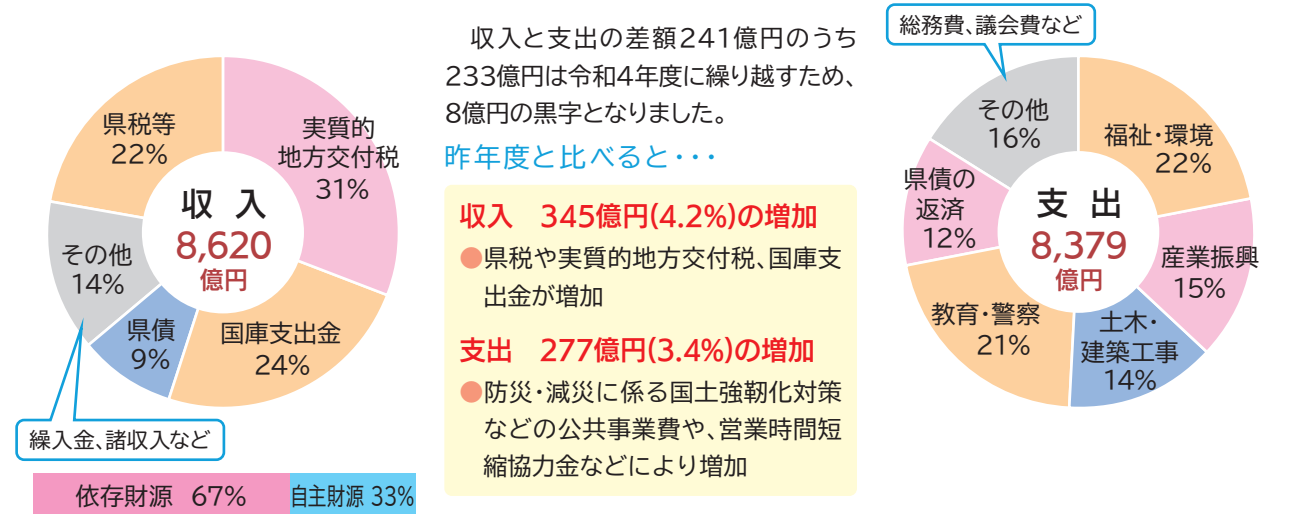 県税等
22%
実質的
地方交付税
31%
収 入
8,620
億円
その他
14%
県債
9%
国庫支出金
24%
繰入金、諸収入など
依存財源 67%
自主財源 33%
収入と支出の差額241億円のうち
233億円は令和4年度に繰り越すため、
8億円の黒字となりました。
昨年度と比べると・・・
収入 345億円(4.2%)の増加
●県税や実質的地方交付税、国庫支
出金が増加
支出 277億円(3.4%)の増加
●防災・減災に係る国土強靭化対策
などの公共事業費や、営業時間短
縮協力金などにより増加
総務費、議会費など
その他
16%
福祉・環境
22%
県債の
返済
12%
支 出
8,379
億円
産業振興
15%
教育・警察
21%
土木・
建築工事
14%